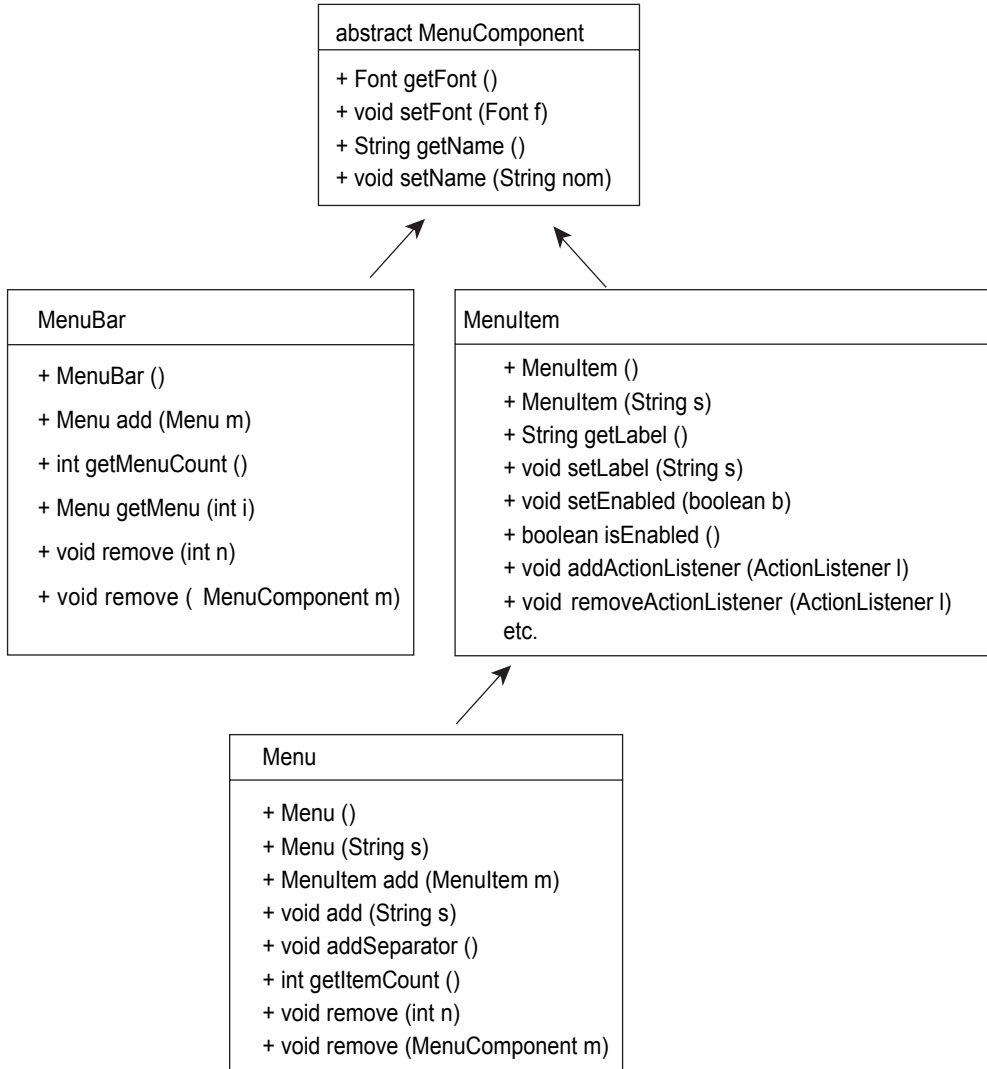 abstract MenuComponent
+ Font getFont ()
+ void setFont (Font f)
+ String getName ()
+ void setName (String nom)
MenuBar
+ MenuBar ()
+ Menu add (Menu m)
+ int getMenuCount ()
+ Menu getMenu (int i)
+ void remove (int n)
+ void remove ( MenuComponent m)
MenuItem
+ MenuItem ()
+ MenuItem (String s)
+ String getLabel ()
+ void setLabel (String s)
+ void setEnabled (boolean b)
+ boolean isEnabled ()
+ void addActionListener (ActionListener l)
+ void removeActionListener (ActionListener l)
etc.
Menu
+ Menu ()
+ Menu (String s)
+ MenuItem add (MenuItem m)
+ void add (String s)
+ void addSeparator ()
+ int getItemCount ()
+ void remove (int n)
+ void remove (MenuComponent m)